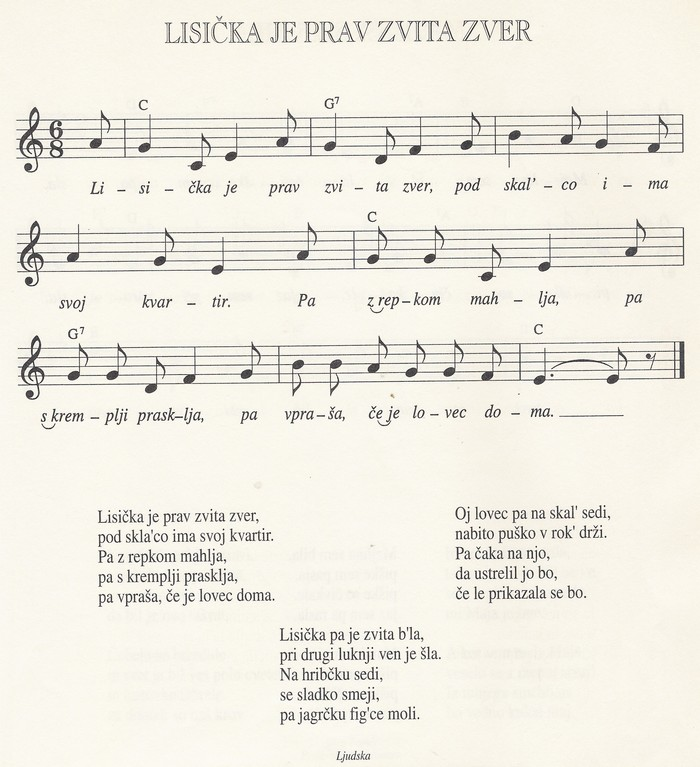 LISIČKA JE PRAV ZVITA ZVER
C G7
6
8
Li – si – čka je prav zvi – ta zver, pod skal' – co i – ma
C
svoj kvar – tir. Pa z rep – kom mah – lja, pa
G7 C
s krem – plji prask – lja, pa vpra – ša, če je lo – vec do – ma.
Lisička je prav zvita zver,
pod skla'co ima svoj kvartir.
Pa z repkom mahlja,
pa s kremplji prasklja,
pa vpraša, če je lovec doma.
Oj lovec pa na skal' sedi,
nabito puško v rok' drži.
Pa čaka na njo,
da ustrelil jo bo,
če le prikazala se bo.
Lisička pa je zvita b'la,
pri drugi luknji ven je šla.
Na hribčku sedi,
se sladko smeji,
pa jagrčku fig'ce moli.
Ljudska